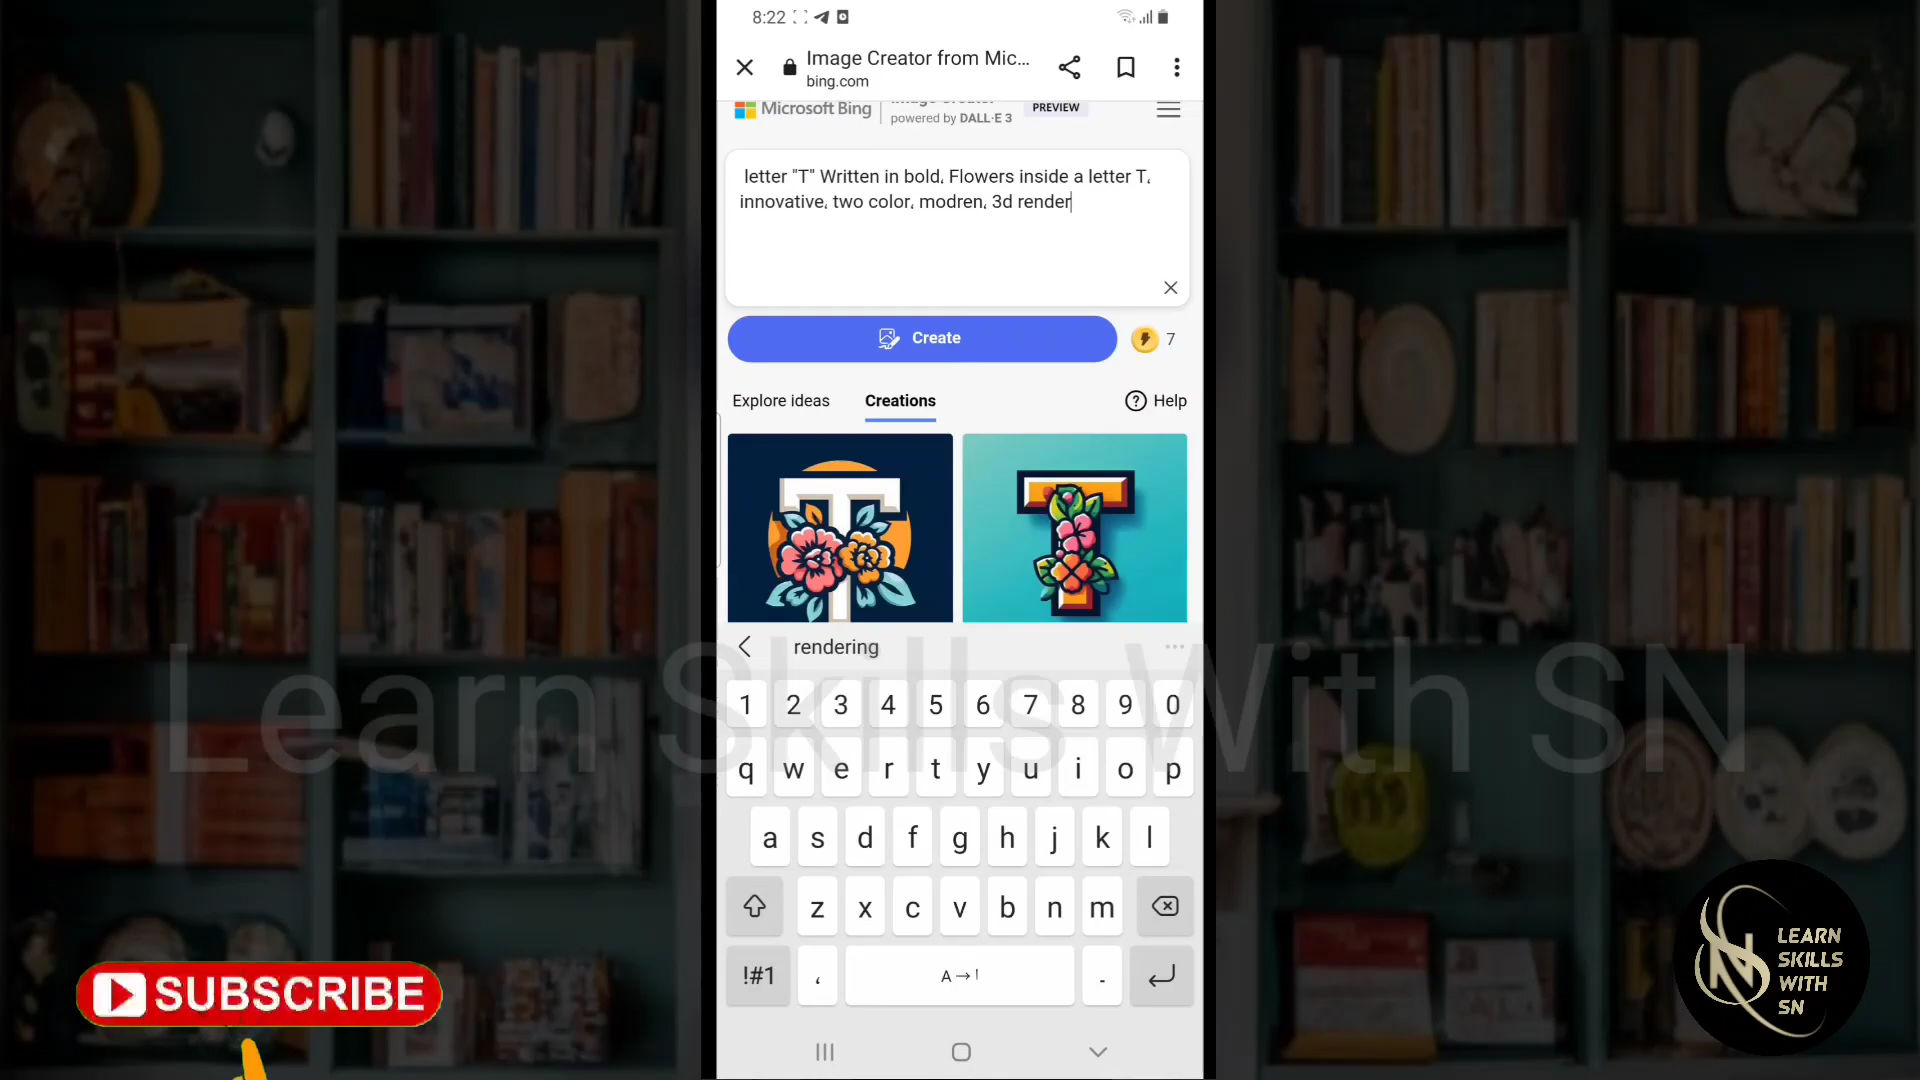 8:22
Image Creator from Mic...
bing.com
Microsoft Bing
powered by DALL·E 3
PREVIEW
letter "T" Written in bold، Flowers inside a letter T،
innovative، two color، modren، 3d render
Create
7
Explore ideas
Creations
Help
rendering
Learn Skills With SN
1 2 3 4 5 6 7 8 9 0
q w e r t y u i o p
a s d f g h j k l
z x c v b n m
!#1 ، A→ا -
SUBSCRIBE
LEARN
SKILLS
WITH
SN